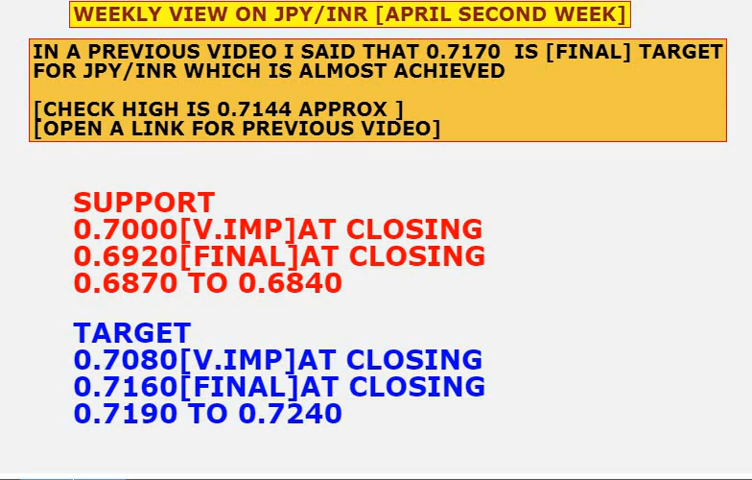 WEEKLY VIEW ON JPY/INR [APRIL SECOND WEEK]
IN A PREVIOUS VIDEO I SAID THAT 0.7170 IS [FINAL] TARGET
FOR JPY/INR WHICH IS ALMOST ACHIEVED
[CHECK HIGH IS 0.7144 APPROX ]
[OPEN A LINK FOR PREVIOUS VIDEO]
SUPPORT
0.7000[V.IMP]AT CLOSING
0.6920[FINAL]AT CLOSING
0.6870 TO 0.6840
TARGET
0.7080[V.IMP]AT CLOSING
0.7160[FINAL]AT CLOSING
0.7190 TO 0.7240